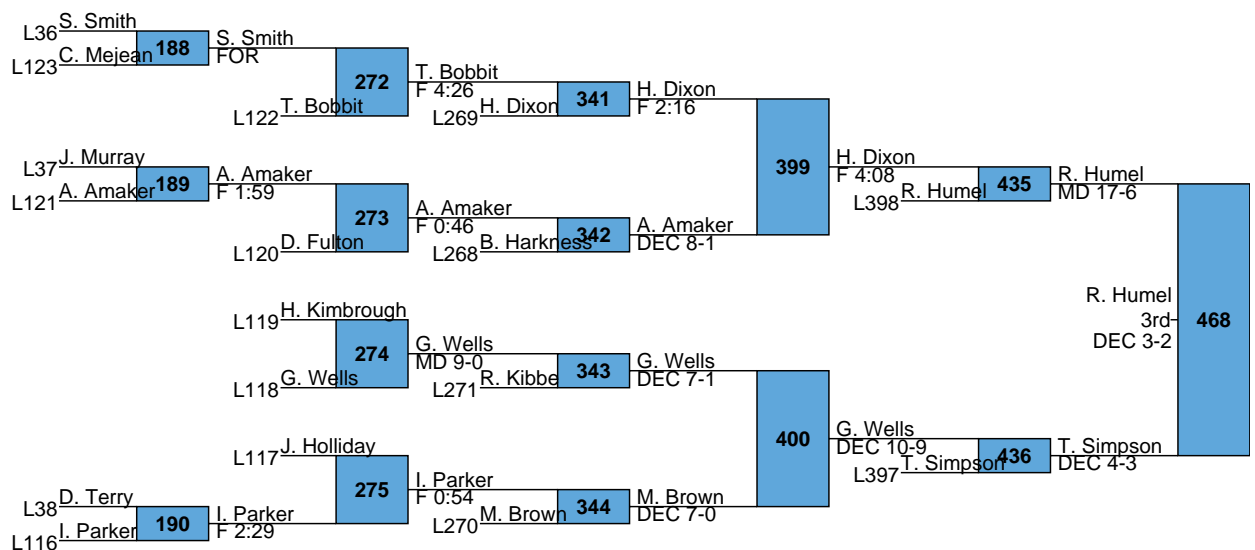 S. Smith
L36
188
S. Smith
C. Mejean
FOR
L123
272
T. Bobbit
F 4:26
341
H. Dixon
T. Bobbit
H. Dixon
F 2:16
L122
L269
J. Murray
L37
189
A. Amaker
399
H. Dixon
A. Amaker
F 1:59
F 4:08
435
R. Humel
L121
R. Humel
MD 17-6
L398
273
A. Amaker
F 0:46
342
A. Amaker
D. Fulton
B. Harkness
DEC 8-1
L120
L268
H. Kimbrough
R. Humel
L119
3rd
468
DEC 3-2
274
G. Wells
MD 9-0
343
G. Wells
G. Wells
R. Kibbe
DEC 7-1
L118
L271
400
G. Wells
DEC 10-9
436
T. Simpson
J. Holliday
T. Simpson
DEC 4-3
L117
L397
275
I. Parker
F 0:54
344
M. Brown
D. Terry
M. Brown
DEC 7-0
L38
L270
190
I. Parker
I. Parker
F 2:29
L116